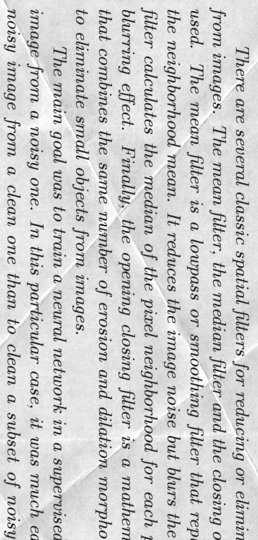 There are several classic spatial filters for reducing or elimin
from images. The mean filter, the median filter and the closing o
used. The mean filter is a lowpass or smoothing filter that repl
the neighborhood mean. It reduces the image noise but blurs the
filter calculates the median of the pixel neighborhood for each p
blurring effect. Finally, the opening closing filter is a mathem
that combines the same number of erosion and dilation morpho
to eliminate small objects from images.
The main goal was to train a neural network in a supervised
image from a noisy one. In this particular case, it was much ea
noisy image from a clean one than to clean a subset of noisy